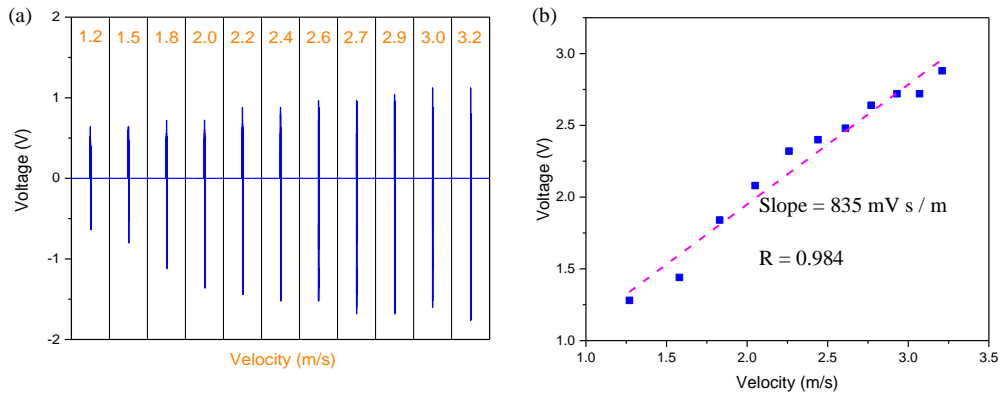 (a)
2
1
0
-1
-2
Voltage (V)
1.2 1.5 1.8 2.0 2.2 2.4 2.6 2.7 2.9 3.0 3.2
Velocity (m/s)
(b)
3.0
2.5
2.0
1.5
1.0
Voltage (V)
Slope = 835 mV s / m
R = 0.984
1.0 1.5 2.0 2.5 3.0 3.5
Velocity (m/s)